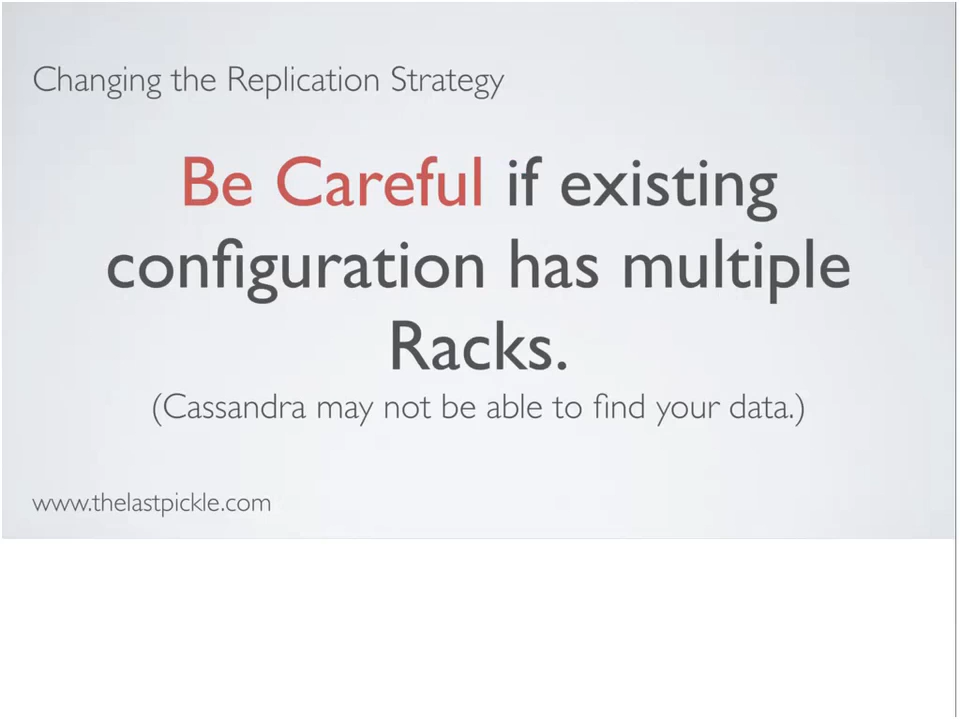 Changing the Replication Strategy
Be Careful if existing
configuration has multiple
Racks.
(Cassandra may not be able to find your data.)
www.thelastpickle.com